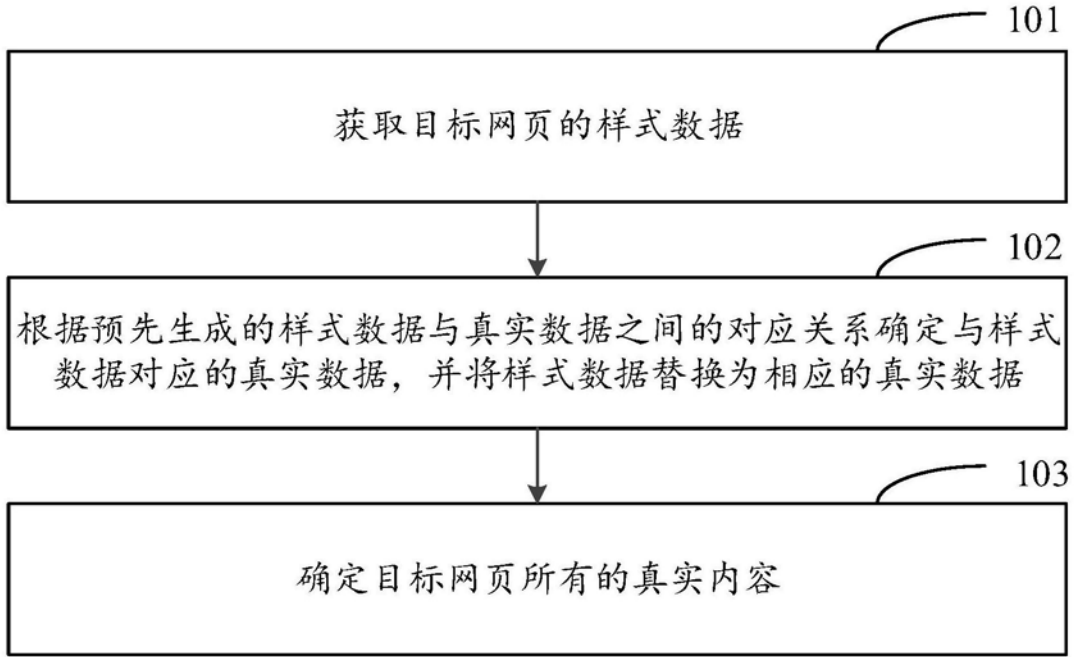 101
获取目标网页的样式数据
102
根据预先生成的样式数据与真实数据之间的对应关系确定与样式
数据对应的真实数据，并将样式数据替换为相应的真实数据
103
确定目标网页所有的真实内容